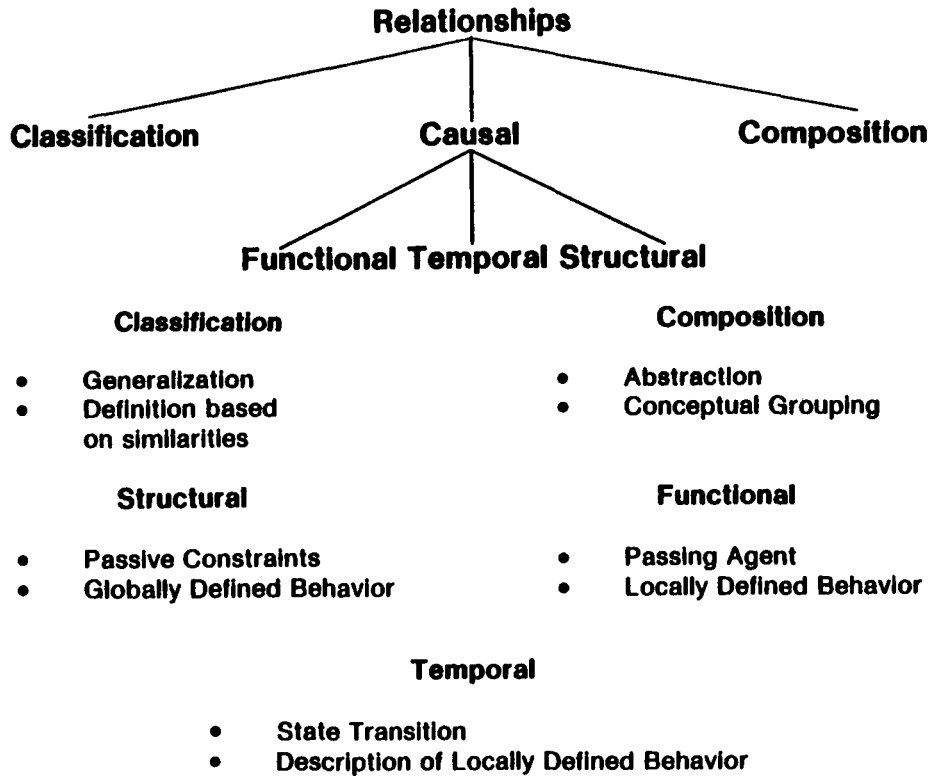 Relationships
Classification Causal Composition
Functional Temporal Structural
Classification
• Generalization
• Definition based
on similarities
Composition
• Abstraction
• Conceptual Grouping
Structural
• Passive Constraints
• Globally Defined Behavior
Functional
• Passing Agent
• Locally Defined Behavior
Temporal
• State Transition
• Description of Locally Defined Behavior